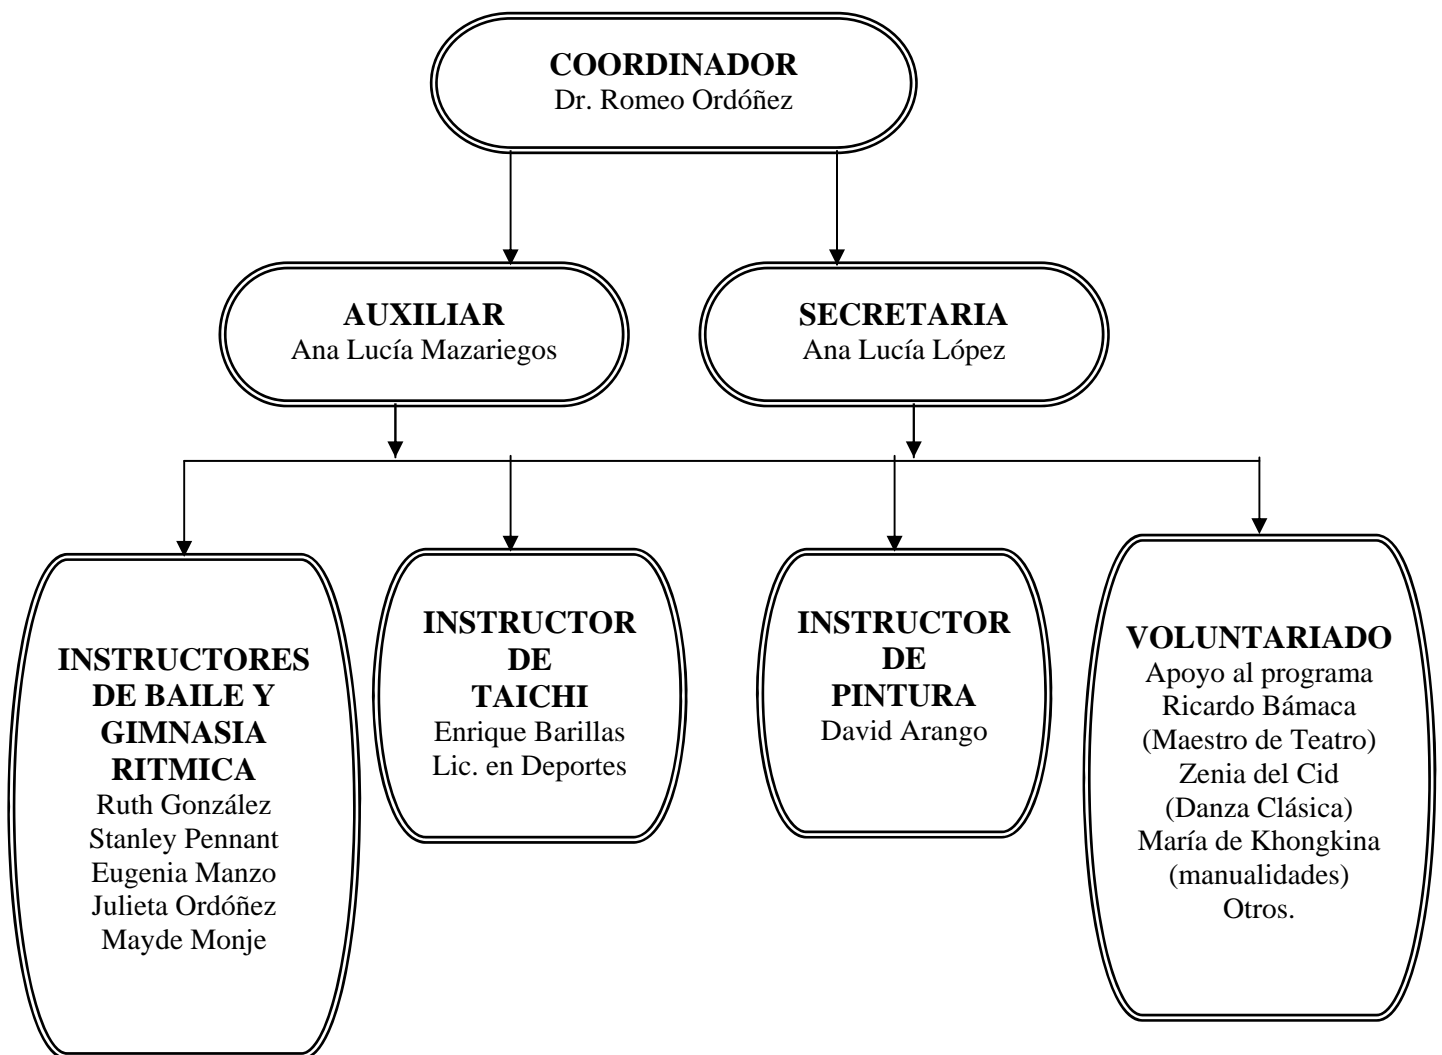 COORDINADOR
Dr. Romeo Ordóñez
AUXILIAR
Ana Lucía Mazariegos
SECRETARIA
Ana Lucía López
INSTRUCTORES
DE BAILE Y
GIMNASIA
RITMICA
Ruth González
Stanley Pennant
Eugenia Manzo
Julieta Ordóñez
Mayde Monje
INSTRUCTOR
DE
TAICHI
Enrique Barillas
Lic. en Deportes
INSTRUCTOR
DE
PINTURA
David Arango
VOLUNTARIADO
Apoyo al programa
Ricardo Bámaca
(Maestro de Teatro)
Zenia del Cid
(Danza Clásica)
María de Khongkina
(manualidades)
Otros.